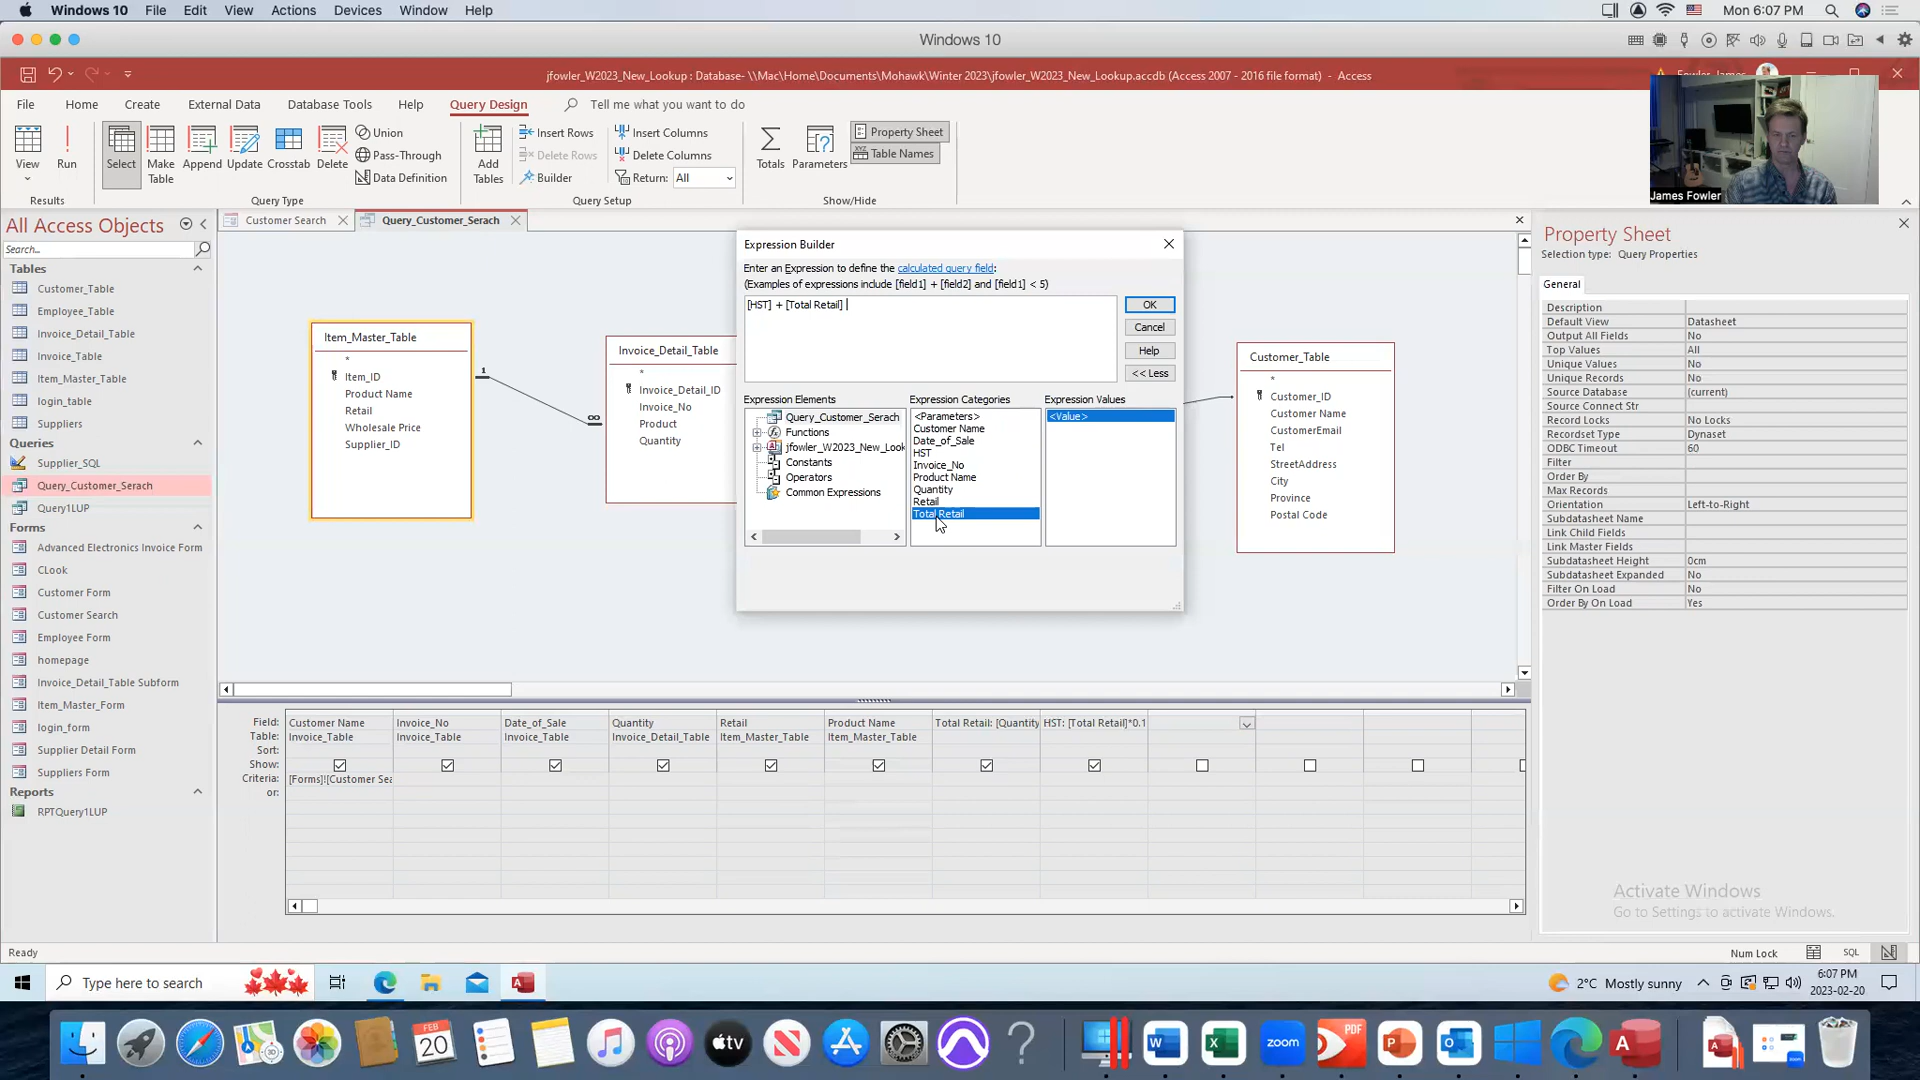 Windows 10 File Edit View Actions Devices Window Help Mon 6:07 PM
Windows 10
jfowler_W2023_New_Lookup : Database- \\Mac\Home\Documents\Mohawk\Winter 2023\jfowler_W2023_New_Lookup.accdb (Access 2007 - 2016 file format) - Access Fowler, James
File Home Create External Data Database Tools Help Query Design Tell me what you want to do
View Run Select Make Table Append Update Crosstab Delete
Union
Pass-Through
Data Definition
Add Tables
Insert Rows
Delete Rows
Builder
Insert Columns
Delete Columns
Return: All
Totals Parameters
Property Sheet
XYZ Table Names
Results Query Type Query Setup Show/Hide
James Fowler
All Access Objects
Search...
Tables
Customer_Table
Employee_Table
Invoice_Detail_Table
Invoice_Table
Item_Master_Table
login_table
Suppliers
Queries
Supplier_SQL
Query_Customer_Serach
Query1LUP
Forms
Advanced Electronics Invoice Form
CLook
Customer Form
Customer Search
Employee Form
homepage
Invoice_Detail_Table Subform
Item_Master_Form
login_form
Supplier Detail Form
Suppliers Form
Reports
RPTQuery1LUP
Customer Search Query_Customer_Serach
Item_Master_Table
*
Item_ID
Product Name
Retail
Wholesale Price
Supplier_ID
1
∞
Invoice_Detail_Table
*
Invoice_Detail_ID
Invoice_No
Product
Quantity
Expression Builder
Enter an Expression to define the calculated query field:
(Examples of expressions include [field1] + [field2] and [field1] < 5)
[HST] + [Total Retail]
OK
Cancel
Help
<< Less
Expression Elements
Query_Customer_Serach
Functions
jfowler_W2023_New_Look
Constants
Operators
Common Expressions
Expression Categories
<Parameters>
Customer Name
Date_of_Sale
HST
Invoice_No
Product Name
Quantity
Retail
Total Retail
Expression Values
<Value>
Customer_Table
*
Customer_ID
Customer Name
CustomerEmail
Tel
StreetAddress
City
Province
Postal Code
Property Sheet
Selection type: Query Properties
General
Description
Default View Datasheet
Output All Fields No
Top Values All
Unique Values No
Unique Records No
Source Database (current)
Source Connect Str
Record Locks No Locks
Recordset Type Dynaset
ODBC Timeout 60
Filter
Order By
Max Records
Orientation Left-to-Right
Subdatasheet Name
Link Child Fields
Link Master Fields
Subdatasheet Height 0cm
Subdatasheet Expanded No
Filter On Load No
Order By On Load Yes
Field: Customer Name Invoice_No Date_of_Sale Quantity Retail Product Name Total Retail: [Quantity HST: [Total Retail]*0.1
Table: Invoice_Table Invoice_Table Invoice_Table Invoice_Detail_Table Item_Master_Table Item_Master_Table
Sort:
Show:
Criteria: [Forms]![Customer Sea
or:
Activate Windows
Go to Settings to activate Windows.
Ready Num Lock SQL
Type here to search 2°C Mostly sunny 6:07 PM
2023-02-20
FEB
20
tv
W X zoom PDF P O A